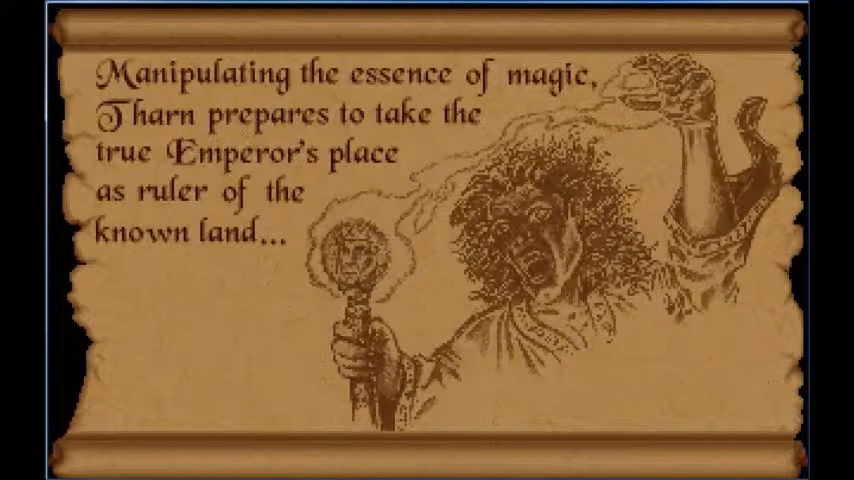 Manipulating the essence of magic,
Tharn prepares to take the
true Emperor's place
as ruler of the
known land...